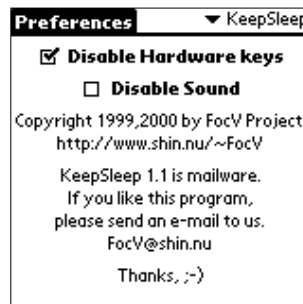 Preferences KeepSleep
Disable Hardware keys
Disable Sound
Copyright 1999,2000 by FocV Project
http://www.shin.nu/~FocV
KeepSleep 1.1 is mailware.
If you like this program,
please send an e-mail to us.
FocV@shin.nu
Thanks, ;-)